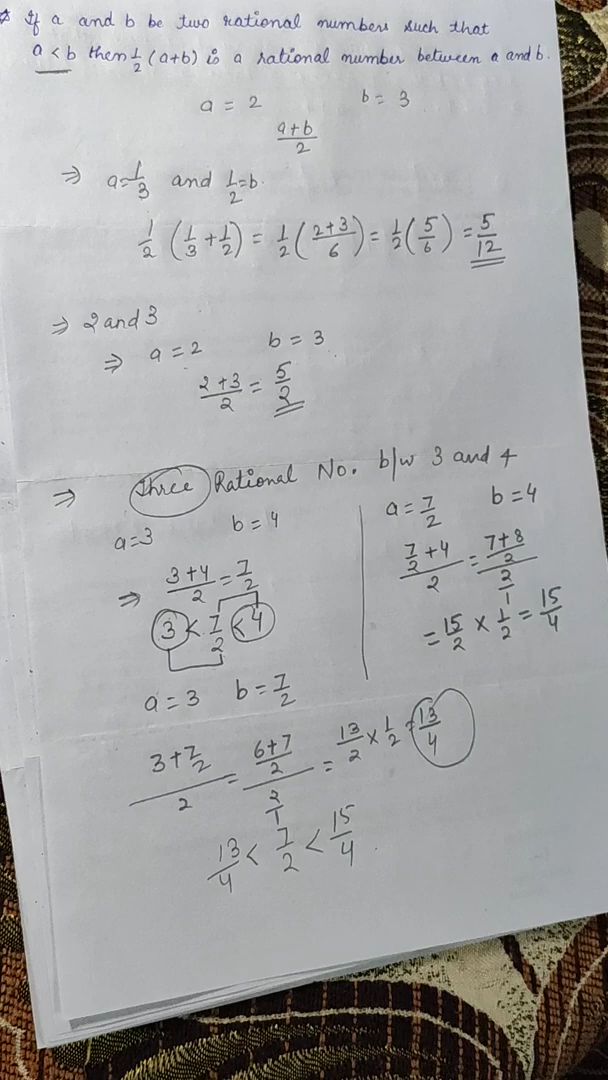 * If a and b be two rational numbers such that
a < b then 1/2 (a+b) is a rational number between a and b.
a = 2 b = 3
(a+b)/2
⇒ a=1/3 and 1/2=b.
1/2 (1/3 + 1/2) = 1/2 ((2+3)/6) = 1/2 (5/6) = 5/12
⇒ 2 and 3
⇒ a = 2 b = 3
(2+3)/2 = 5/2
⇒ Three Rational No. b/w 3 and 4
a=3 b = 4
⇒ (3+4)/2 = 7/2
3 < 7/2 < 4
a = 3 b = 7/2
(3+7/2)/2 = ((6+7)/2)/(2/1) = 13/2 × 1/2 = 13/4
a = 7/2 b = 4
(7/2+4)/2 = ((7+8)/2)/(2/1)
= 15/2 × 1/2 = 15/4
13/4 < 7/2 < 15/4.